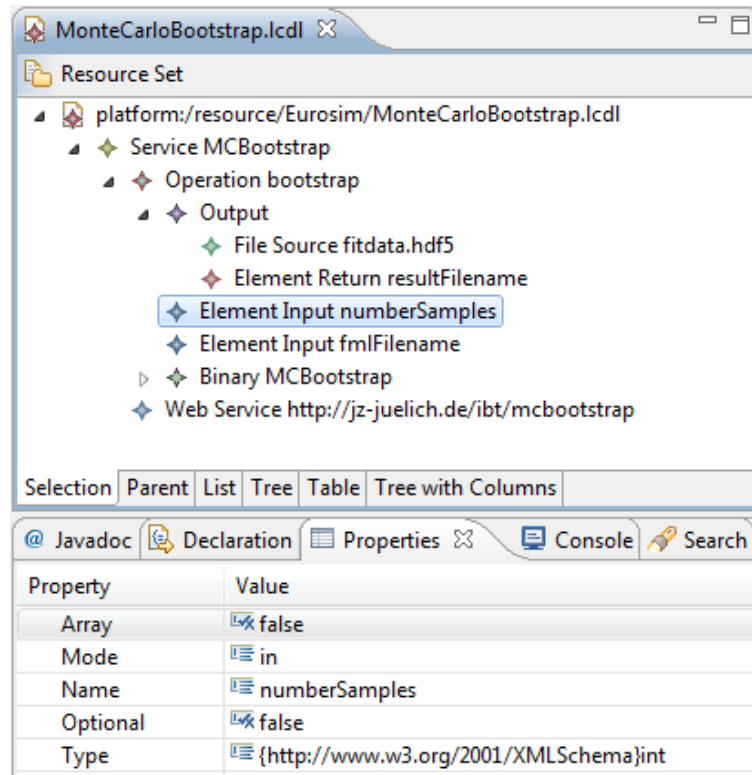 MonteCarloBootstrap.lcdl
Resource Set
platform:/resource/Eurosim/MonteCarloBootstrap.lcdl
Service MCBootstrap
Operation bootstrap
Output
File Source fitdata.hdf5
Element Return resultFilename
Element Input numberSamples
Element Input fmlFilename
Binary MCBootstrap
Web Service http://jz-juelich.de/ibt/mcbootstrap
Selection Parent List Tree Table Tree with Columns
@ Javadoc Declaration Properties Console Search
Property Value
Array false
Mode in
Name numberSamples
Optional false
Type {http://www.w3.org/2001/XMLSchema}int